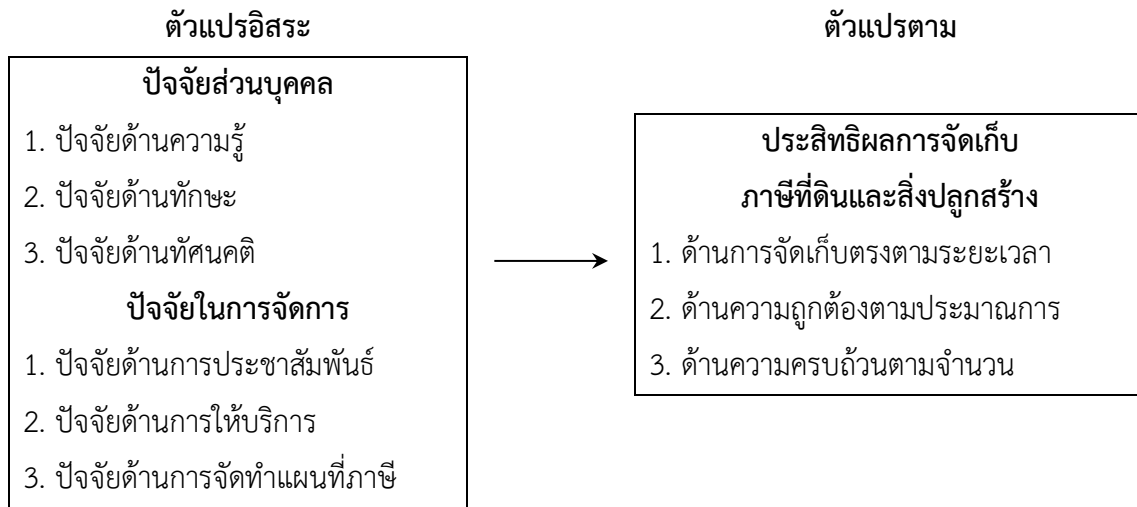 ตัวแปรอิสระ
ปัจจัยส่วนบุคคล
1. ปัจจัยด้านความรู้
2. ปัจจัยด้านทักษะ
3. ปัจจัยด้านทัศนคติ
ปัจจัยในการจัดการ
1. ปัจจัยด้านการประชาสัมพันธ์
2. ปัจจัยด้านการให้บริการ
3. ปัจจัยด้านการจัดทำแผนที่ภาษี
ตัวแปรตาม
ประสิทธิผลการจัดเก็บ
ภาษีที่ดินและสิ่งปลูกสร้าง
1. ด้านการจัดเก็บตรงตามระยะเวลา
2. ด้านความถูกต้องตามประมาณการ
3. ด้านความครบถ้วนตามจำนวน